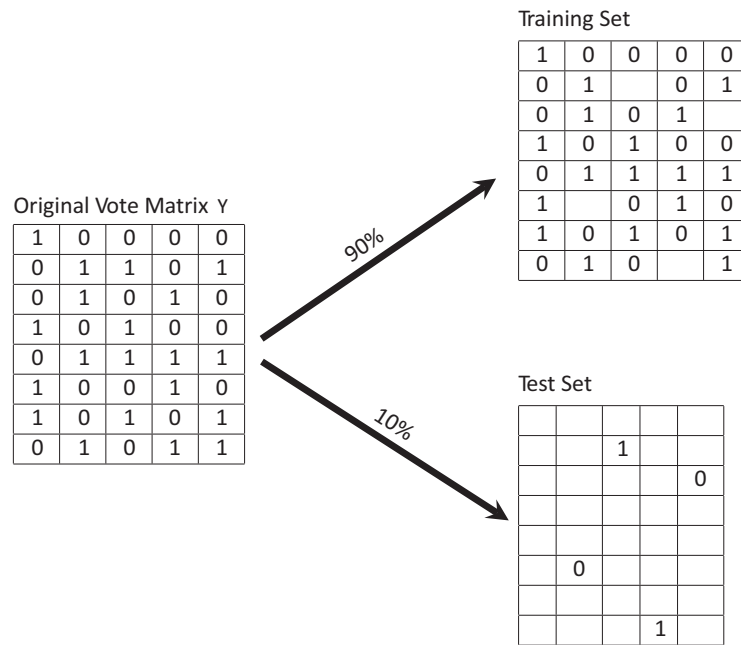 Training Set
1 0 0 0 0
0 1 0 1
0 1 0 1
1 0 1 0 0
0 1 1 1 1
1 0 1 0
1 0 1 0 1
0 1 0 1
Original Vote Matrix Y
1 0 0 0 0
0 1 1 0 1
0 1 0 1 0
1 0 1 0 0
0 1 1 1 1
1 0 0 1 0
1 0 1 0 1
0 1 0 1 1
90%
10%
Test Set
1
0
0
1